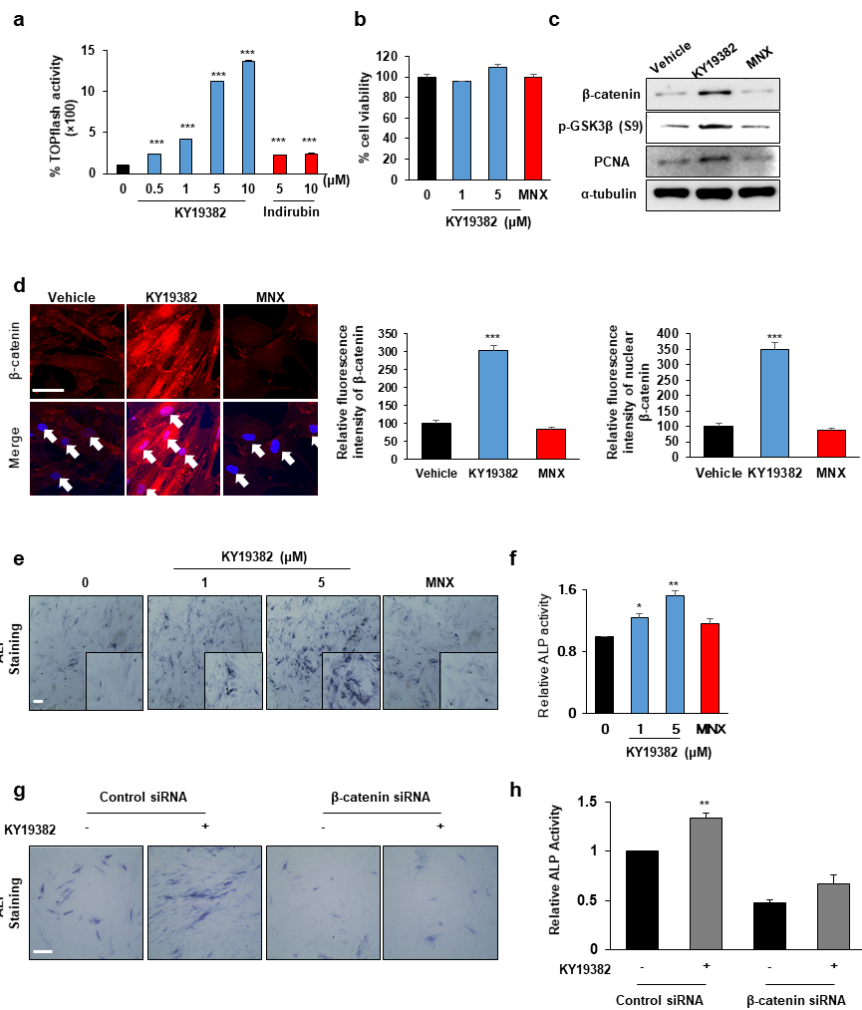 a
% TOPflash activity
(×100)
15
10
5
0
***
***
***
***
***
***
0
0.5
1
5
10
5
10
(µM)
KY19382
Indirubin
b
% cell viability
120
100
80
60
40
20
0
0
1
5
MNX
KY19382 (µM)
c
Vehicle
KY19382
MNX
β-catenin
p-GSK3β (S9)
PCNA
α-tubulin
d
Vehicle
KY19382
MNX
β-catenin
Merge
Relative fluorescence
intensity of β-catenin
350
300
250
200
150
100
50
0
***
Vehicle
KY19382
MNX
Relative fluorescence
intensity of nuclear
β-catenin
400
350
300
250
200
150
100
50
0
***
Vehicle
KY19382
MNX
e
KY19382 (µM)
0
1
5
MNX
Staining
f
Relative ALP activity
1.6
0.8
0
*
**
0
1
5
MNX
KY19382 (µM)
g
Control siRNA
β-catenin siRNA
KY19382
-
+
-
+
Staining
h
Relative ALP Activity
1.5
1
0.5
0
**
KY19382
-
+
-
+
Control siRNA
β-catenin siRNA